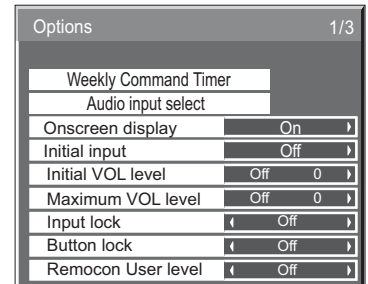 Options 1/3
Weekly Command Timer
Audio input select
Onscreen display On
Initial input Off
Initial VOL level Off 0
Maximum VOL level Off 0
Input lock Off
Button lock Off
Remocon User level Off